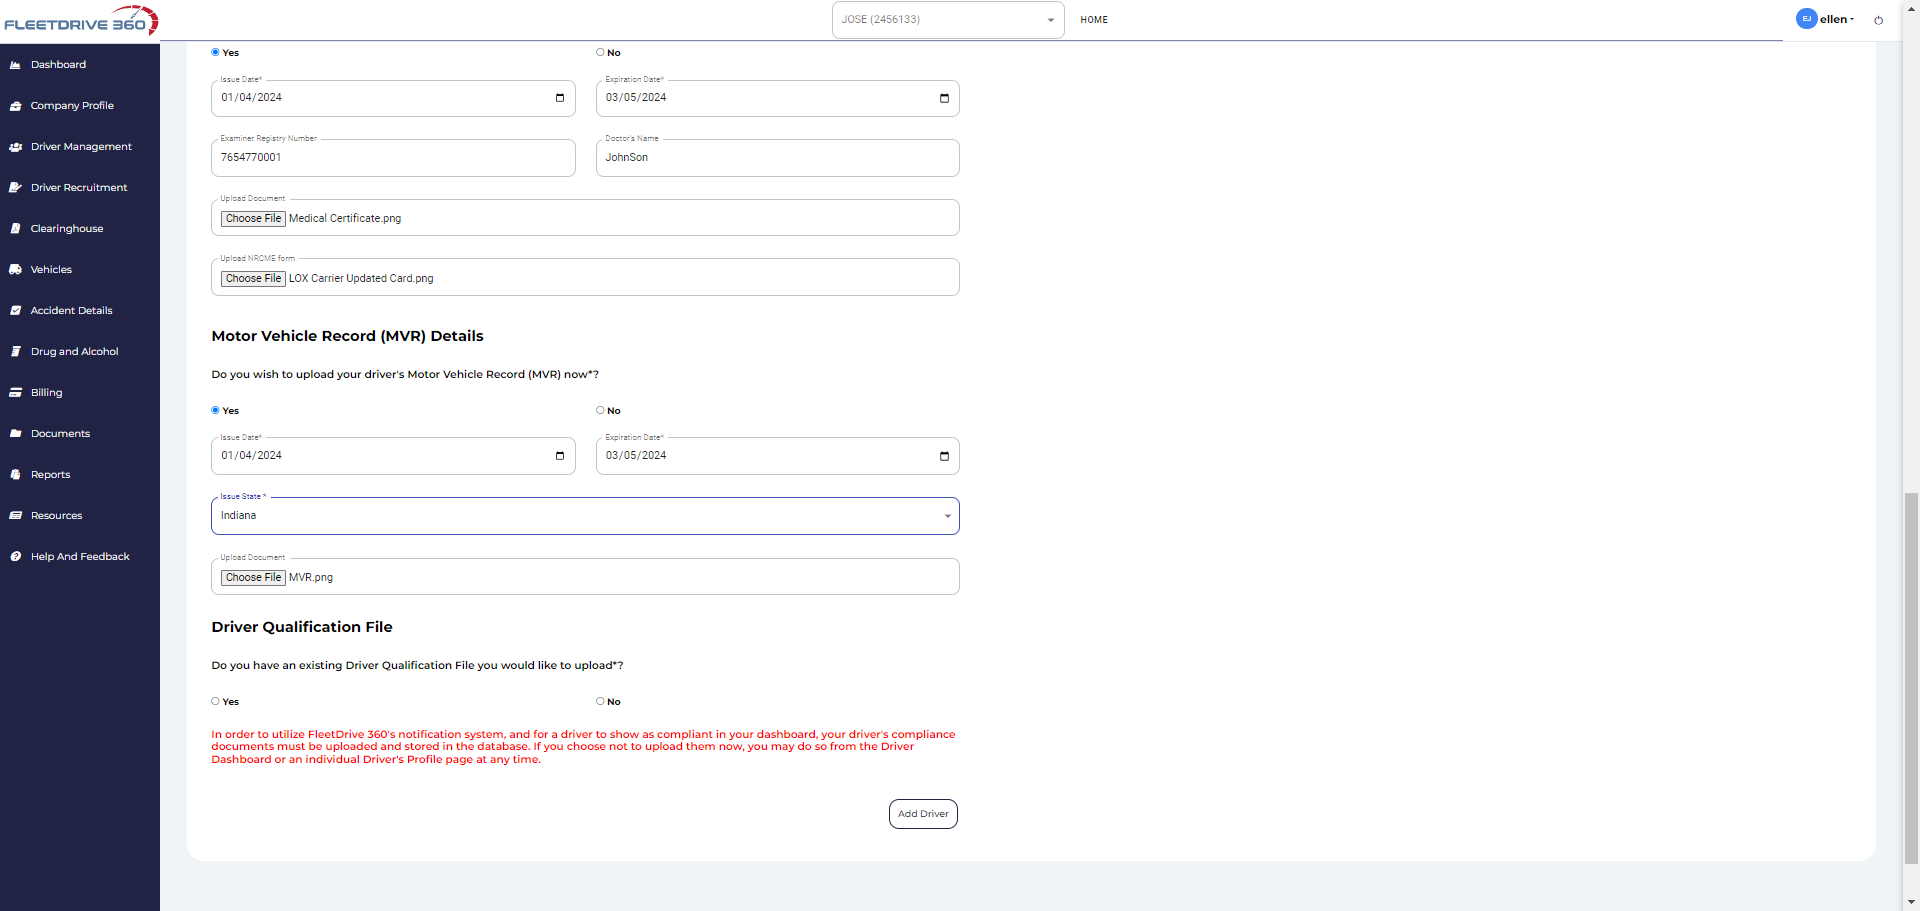 FLEETDRIVE 360
JOSE (2456133)
HOME
EJ
ellen
Dashboard
Company Profile
Driver Management
Driver Recruitment
Clearinghouse
Vehicles
Accident Details
Drug and Alcohol
Billing
Documents
Reports
Resources
Help And Feedback
Yes
No
Issue Date*
01/04/2024
Expiration Date*
03/05/2024
Examiner Registry Number
7654770001
Doctor's Name
JohnSon
Upload Document
Choose File Medical Certificate.png
Upload NRCME form
Choose File LOX Carrier Updated Card.png
Motor Vehicle Record (MVR) Details
Do you wish to upload your driver's Motor Vehicle Record (MVR) now*?
Yes
No
Issue Date*
01/04/2024
Expiration Date*
03/05/2024
Issue State *
Indiana
Upload Document
Choose File MVR.png
Driver Qualification File
Do you have an existing Driver Qualification File you would like to upload*?
Yes
No
In order to utilize FleetDrive 360's notification system, and for a driver to show as compliant in your dashboard, your driver's compliance
documents must be uploaded and stored in the database. If you choose not to upload them now, you may do so from the Driver
Dashboard or an individual Driver's Profile page at any time.
Add Driver